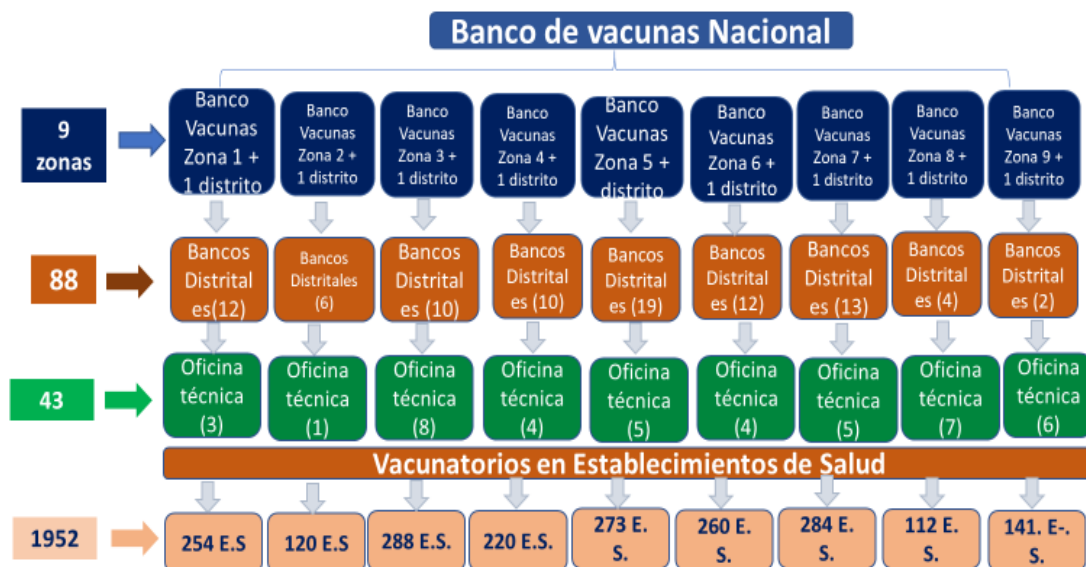 Banco de vacunas Nacional
9
zonas
Banco
Vacunas
Zona 1 +
1 distrito
Banco
Vacunas
Zona 2 +
1 distrito
Banco
Vacunas
Zona 3 +
1 distrito
Banco
Vacunas
Zona 4 +
1 distrito
Banco
Vacunas
Zona 5 +
distrito
Banco
Vacunas
Zona 6 +
1 distrito
Banco
Vacunas
Zona 7 +
1 distrito
Banco
Vacunas
Zona 8 +
1 distrito
Banco
Vacunas
Zona 9 +
1 distrito
88
Bancos
Distrital
es(12)
Bancos
Distritales
(6)
Bancos
Distrital
es (10)
Bancos
Distrital
es (10)
Bancos
Distrital
es (19)
Bancos
Distrital
es (12)
Bancos
Distrital
es (13)
Bancos
Distrital
es (4)
Bancos
Distrital
es (2)
43
Oficina
técnica
(3)
Oficina
técnica
(1)
Oficina
técnica
(8)
Oficina
técnica
(4)
Oficina
técnica
(5)
Oficina
técnica
(4)
Oficina
técnica
(5)
Oficina
técnica
(7)
Oficina
técnica
(6)
Vacunatorios en Establecimientos de Salud
1952
254 E.S
120 E.S
288 E.S.
220 E.S.
273 E.
S.
260 E.
S.
284 E.
S.
112 E.
S.
141. E-.
S.